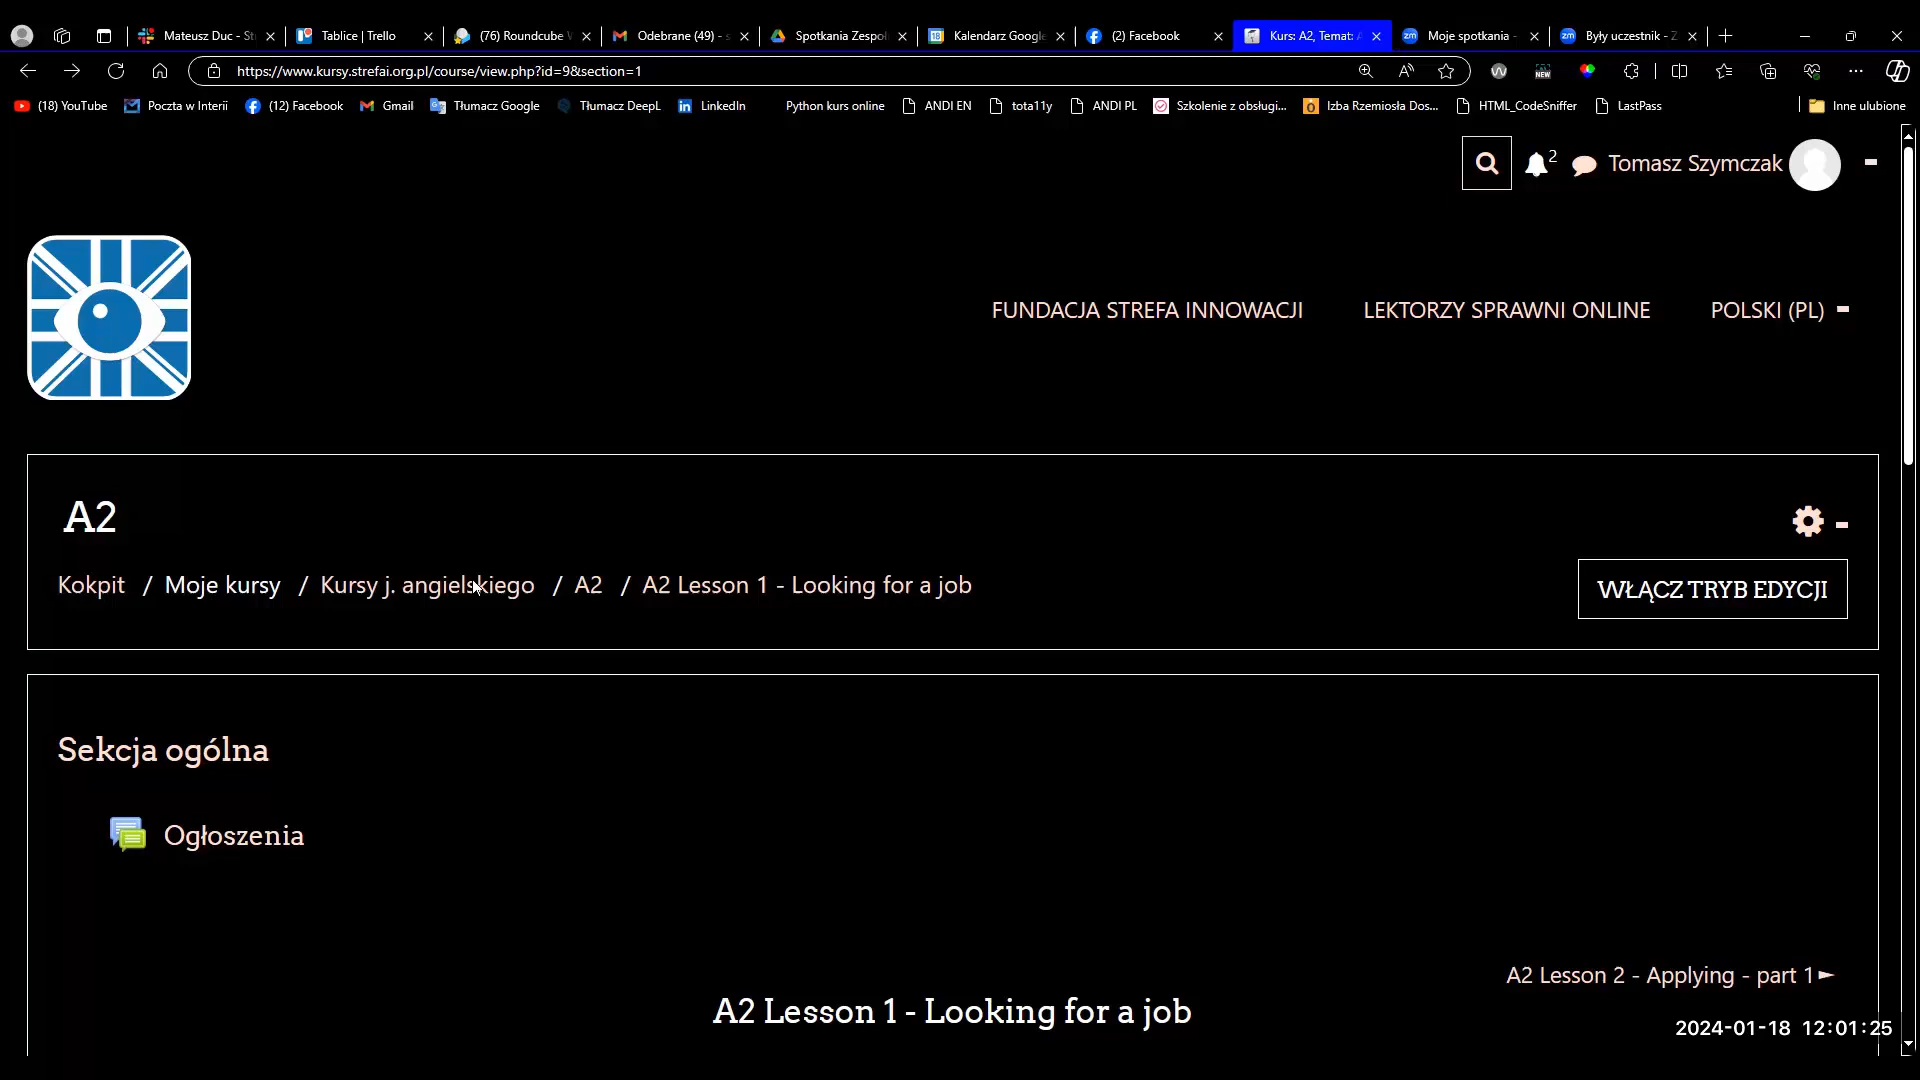 Mateusz Duc - St
Tablice | Trello
(76) Roundcube W
Odebrane (49) - s
Spotkania Zespoł
18 Kalendarz Google
(2) Facebook
Kurs: A2, Temat: A
zm Moje spotkania -
zm Były uczestnik - Z
https://www.kursy.strefai.org.pl/course/view.php?id=9&section=1
NEW
(18) YouTube
Poczta w Interii
(12) Facebook
Gmail
Tłumacz Google
Tłumacz DeepL
LinkedIn
Python kurs online
ANDI EN
tota11y
ANDI PL
Szkolenie z obsługi...
Izba Rzemiosła Dos...
HTML_CodeSniffer
LastPass
Inne ulubione
2
Tomasz Szymczak
FUNDACJA STREFA INNOWACJI
LEKTORZY SPRAWNI ONLINE
POLSKI (PL)
A2
Kokpit / Moje kursy / Kursy j. angielskiego / A2 / A2 Lesson 1 - Looking for a job
WŁĄCZ TRYB EDYCJI
Sekcja ogólna
Ogłoszenia
A2 Lesson 2 - Applying - part 1►
A2 Lesson 1 - Looking for a job
2024-01-18 12:01:25